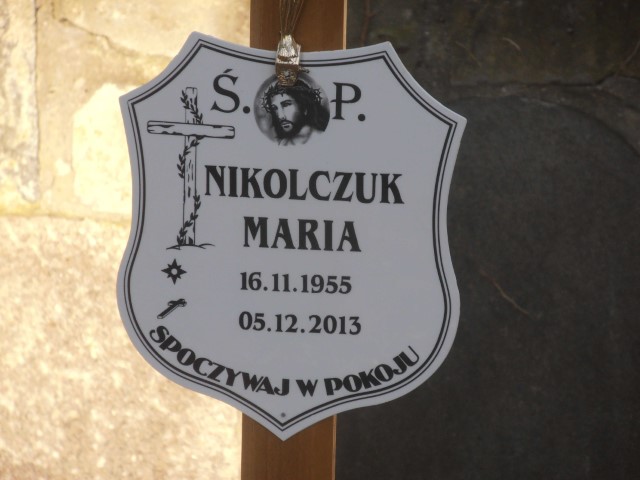 Ś. P.
NIKOLCZUK
MARIA
16.11.1955
05.12.2013
SPOCZYWAJ W POKOJU